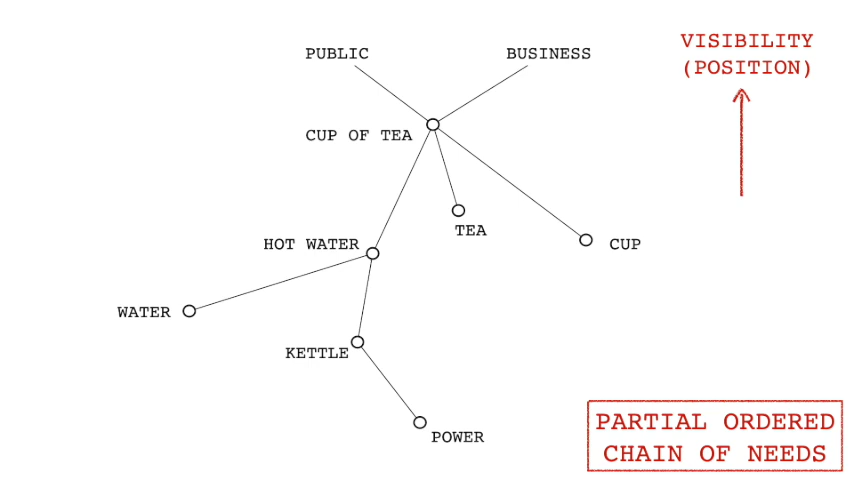 PUBLIC
BUSINESS
VISIBILITY
(POSITION)
CUP OF TEA
TEA
HOT WATER
CUP
WATER
KETTLE
POWER
PARTIAL ORDERED
CHAIN OF NEEDS